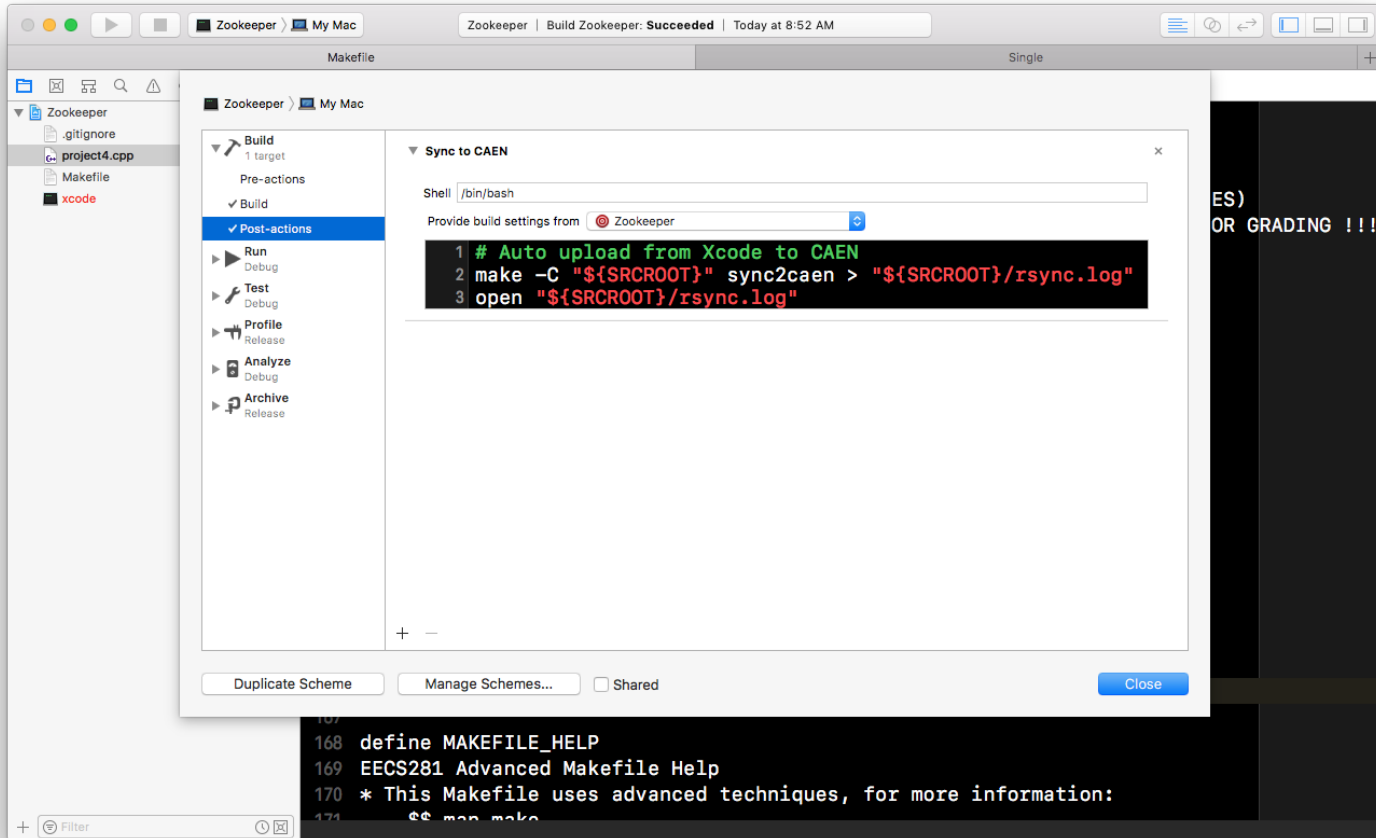 Zookeeper 〉 My Mac
Zookeeper | Build Zookeeper: Succeeded | Today at 8:52 AM
Makefile
Single
Zookeeper
.gitignore
project4.cpp
Makefile
xcode
Filter
Zookeeper 〉 My Mac
Build
1 target
Pre-actions
Build
Post-actions
Run
Debug
Test
Debug
Profile
Release
Analyze
Debug
Archive
Release
Sync to CAEN
Shell /bin/bash
Provide build settings from Zookeeper
1 # Auto upload from Xcode to CAEN
2 make -C "${SRCROOT}" sync2caen > "${SRCROOT}/rsync.log"
3 open "${SRCROOT}/rsync.log"
Duplicate Scheme
Manage Schemes...
Shared
Close
ES)
OR GRADING !!!
167
168 define MAKEFILE_HELP
169 EECS281 Advanced Makefile Help
170 * This Makefile uses advanced techniques, for more information:
171 $$ man make